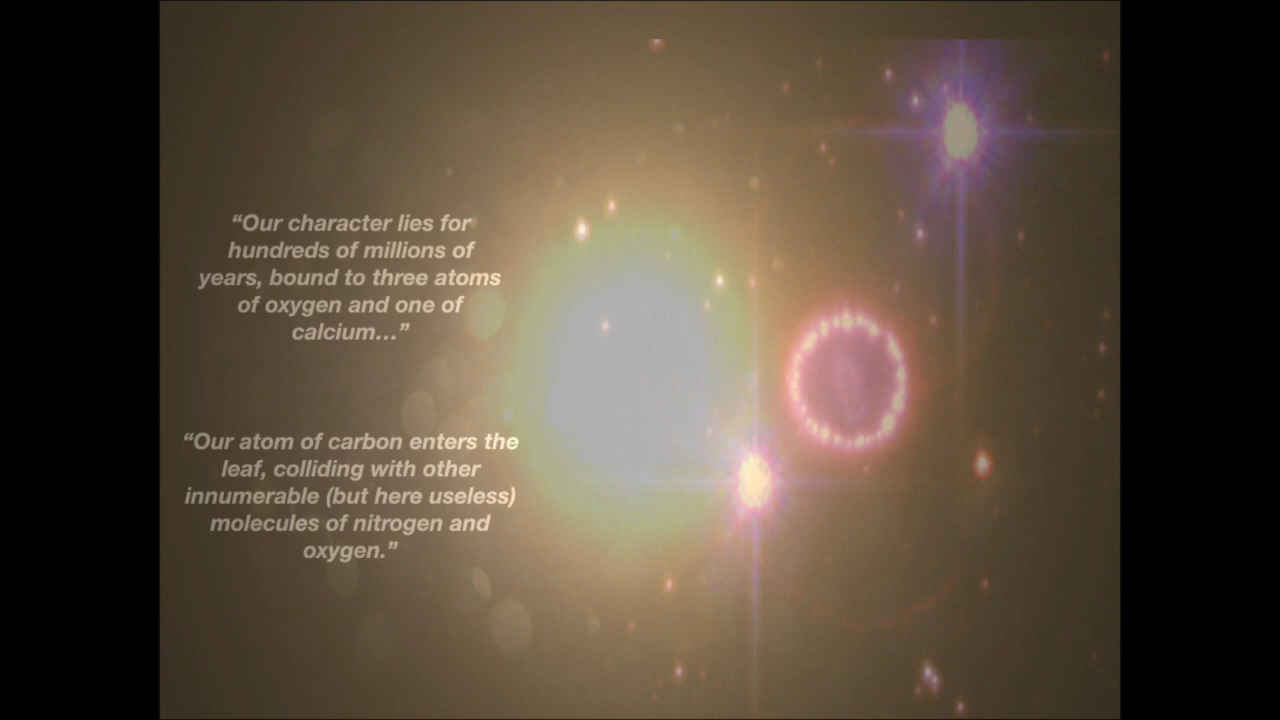 “Our character lies for
hundreds of millions of
years, bound to three atoms
of oxygen and one of
calcium…”
“Our atom of carbon enters the
leaf, colliding with other
innumerable (but here useless)
molecules of nitrogen and
oxygen.”